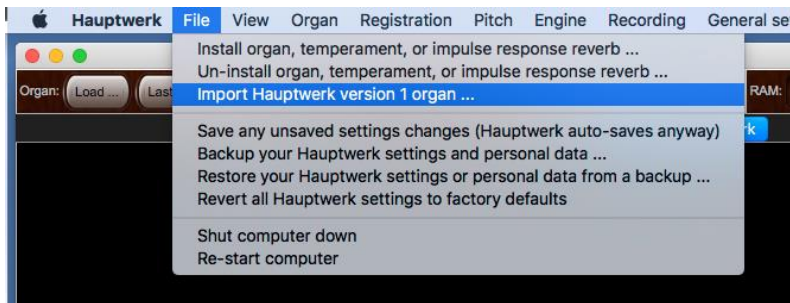 Hauptwerk File View Organ Registration Pitch Engine Recording General se
Install organ, temperament, or impulse response reverb ...
Un-install organ, temperament, or impulse response reverb ...
Organ: Load ... Last
Import Hauptwerk version 1 organ ...
RAM:
Save any unsaved settings changes (Hauptwerk auto-saves anyway)
Backup your Hauptwerk settings and personal data ...
Restore your Hauptwerk settings or personal data from a backup ...
Revert all Hauptwerk settings to factory defaults
Shut computer down
Re-start computer